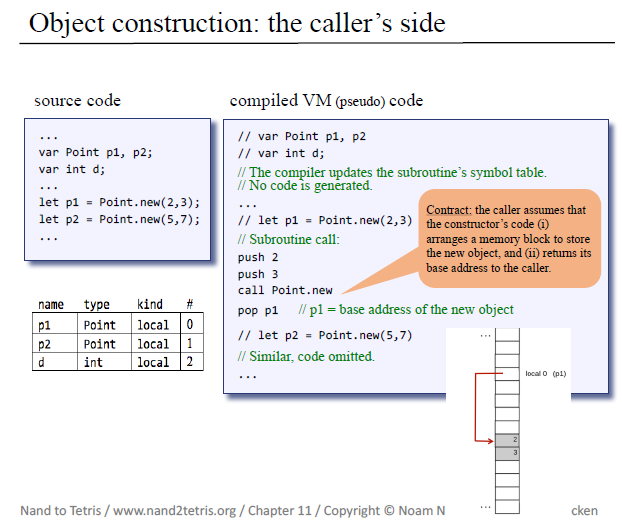 Object construction: the caller's side
source code
...
var Point p1, p2;
var int d;
...
let p1 = Point.new(2,3);
let p2 = Point.new(5,7);
...
name type kind #
p1 Point local 0
p2 Point local 1
d int local 2
compiled VM (pseudo) code
// var Point p1, p2
// var int d;
// The compiler updates the subroutine's symbol table.
// No code is generated.
...
// let p1 = Point.new(2,3)
// Subroutine call:
push 2
push 3
call Point.new
pop p1 // p1 = base address of the new object
// let p2 = Point.new(5,7)
// Similar, code omitted.
...
Contract: the caller assumes that
the constructor's code (i)
arranges a memory block to store
the new object, and (ii) returns its
base address to the caller.
...
local 0 (p1)
2
3
...
Nand to Tetris / www.nand2tetris.org / Chapter 11 / Copyright © Noam N cken